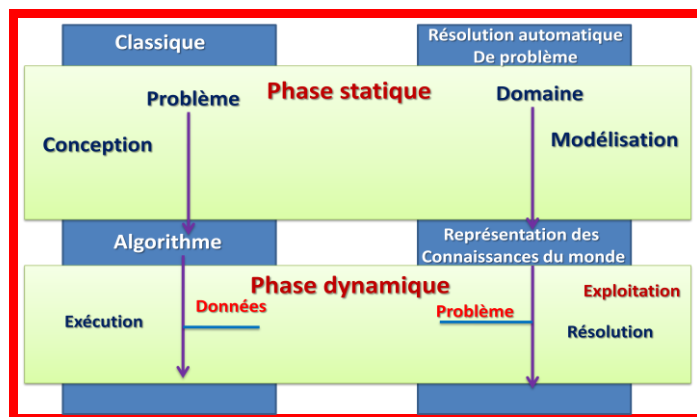 Classique
Résolution automatique
De problème
Problème
Phase statique
Domaine
Conception
Modélisation
Algorithme
Représentation des
Connaissances du monde
Phase dynamique
Exploitation
Données
Problème
Exécution
Résolution